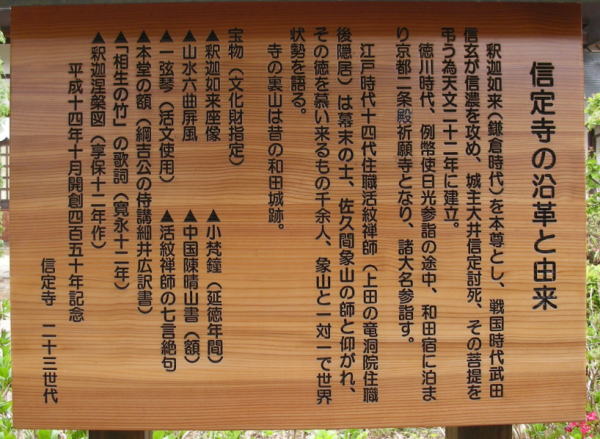 信定寺の沿革と由来
釈迦如来(鎌倉時代)を本尊とし、戦国時代武田
信玄が信濃を攻め、城主大井信定討死、その菩提を
弔う為天文二十二年に建立。
徳川時代、例幣使日光参詣の途中、和田宿に泊ま
り京都二条殿祈願寺となり、諸大名参詣す。
江戸時代十四代住職活紋禅師(上田の竜洞院住職
後隠居)は幕末の士、佐久間象山の師と仰がれ、
その徳を慕い来るもの千余人、象山と一対一で世界
状勢を語る。
寺の裏山は昔の和田城跡。
宝物(文化財指定)
▲釈迦如来座像 ▲小梵鐘(延徳年間)
▲山水六曲屏風 ▲中国陳晴山書(額)
▲一弦琴(活文使用) ▲活紋禅師の七言絶句
▲本堂の額(綱吉公の侍講細井広訳書)
▲「相生の竹」の歌詞(寛永十二年)
▲釈迦涅槃図(享保十二年作)
平成十四年十月開創四百五十年記念
信定寺 二十三世代